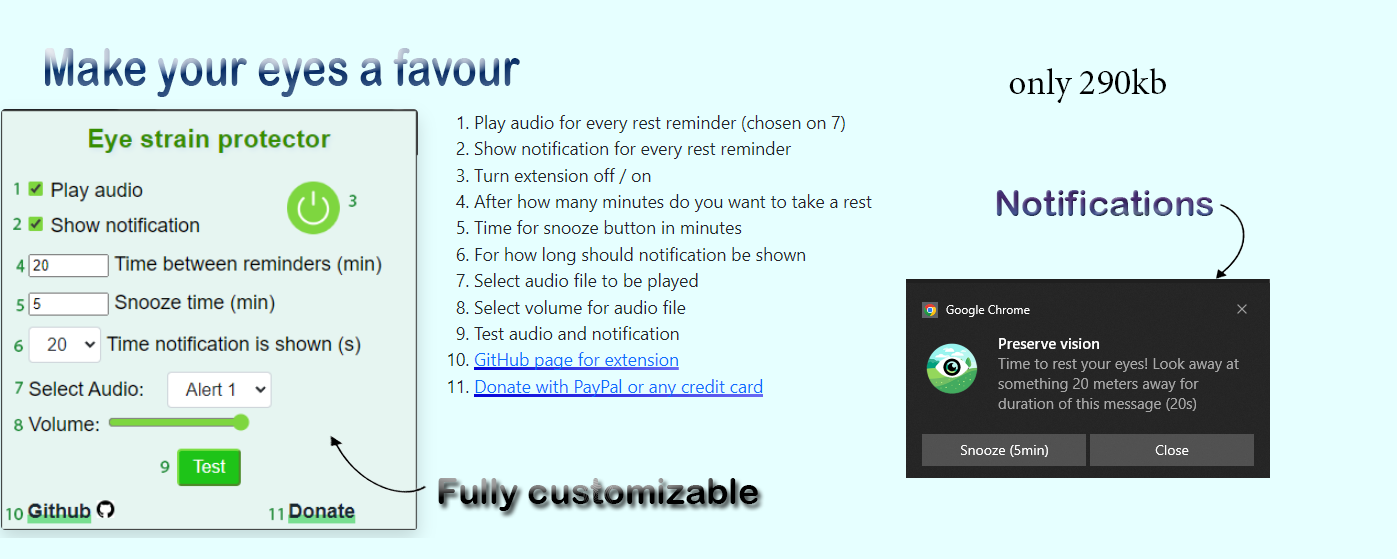 Make your eyes a favour
only 290kb
Eye strain protector
1 Play audio
3
2 Show notification
4 20 Time between reminders (min)
5 5 Snooze time (min)
6 20 Time notification is shown (s)
7 Select Audio: Alert 1
8 Volume:
9 Test
10 Github
11 Donate
1. Play audio for every rest reminder (chosen on 7)
2. Show notification for every rest reminder
3. Turn extension off / on
4. After how many minutes do you want to take a rest
5. Time for snooze button in minutes
6. For how long should notification be shown
7. Select audio file to be played
8. Select volume for audio file
9. Test audio and notification
10. GitHub page for extension
11. Donate with PayPal or any credit card
Fully customizable
Notifications
Google Chrome
Preserve vision
Time to rest your eyes! Look away at
something 20 meters away for
duration of this message (20s)
Snooze (5min)
Close